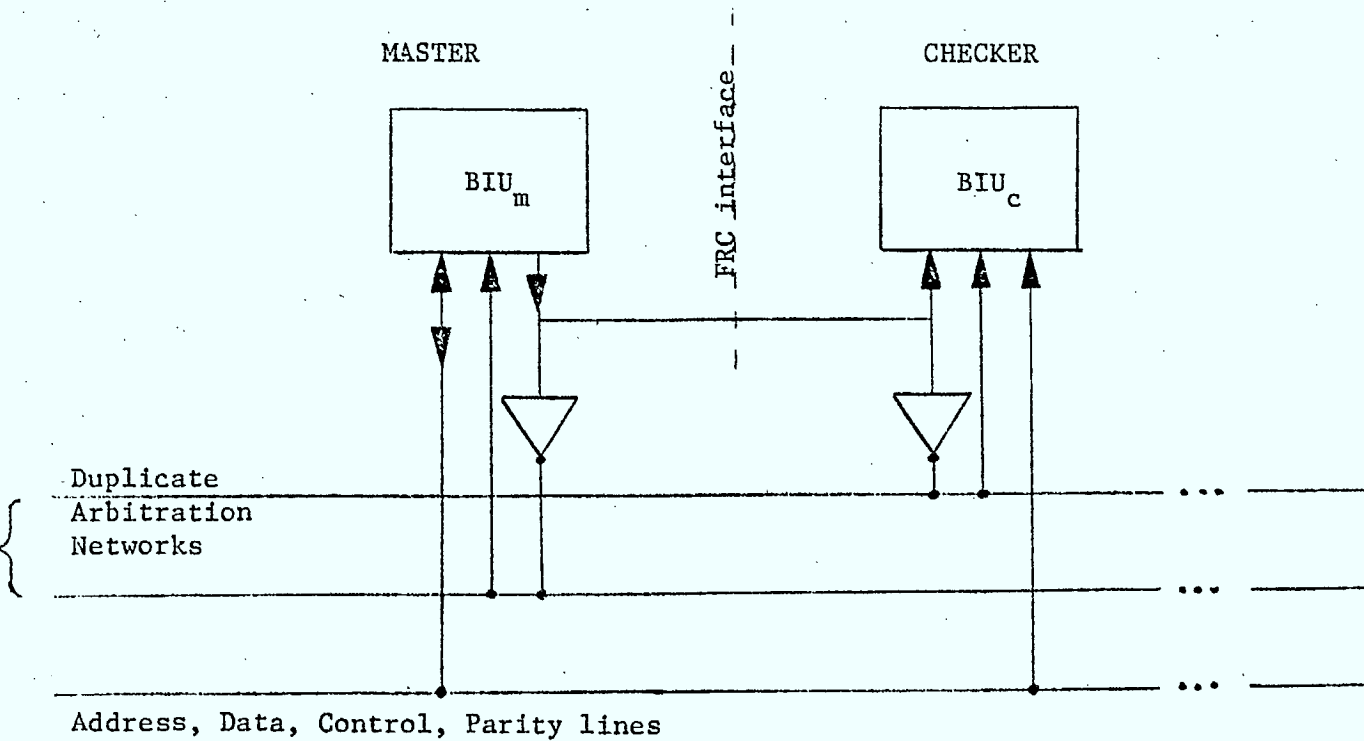 MASTER
CHECKER
FRC interface
BIU_m
BIU_c
Duplicate
Arbitration
Networks
Address, Data, Control, Parity lines